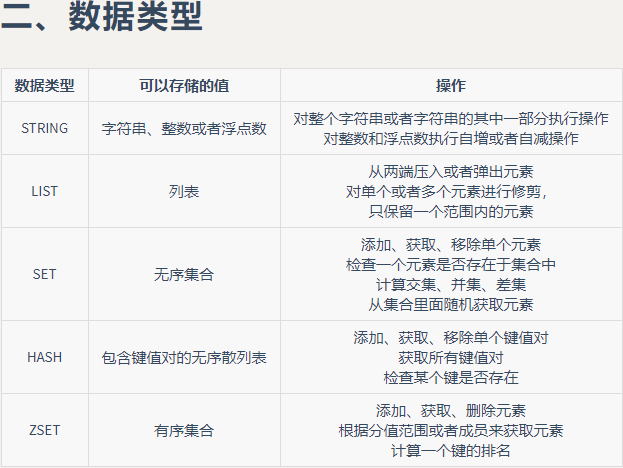 二、数据类型
数据类型 可以存储的值 操作
STRING 字符串、整数或者浮点数 对整个字符串或者字符串的其中一部分执行操作
对整数和浮点数执行自增或者自减操作
LIST 列表 从两端压入或者弹出元素
对单个或者多个元素进行修剪，
只保留一个范围内的元素
SET 无序集合 添加、获取、移除单个元素
检查一个元素是否存在于集合中
计算交集、并集、差集
从集合里面随机获取元素
HASH 包含键值对的无序散列表 添加、获取、移除单个键值对
获取所有键值对
检查某个键是否存在
ZSET 有序集合 添加、获取、删除元素
根据分值范围或者成员来获取元素
计算一个键的排名